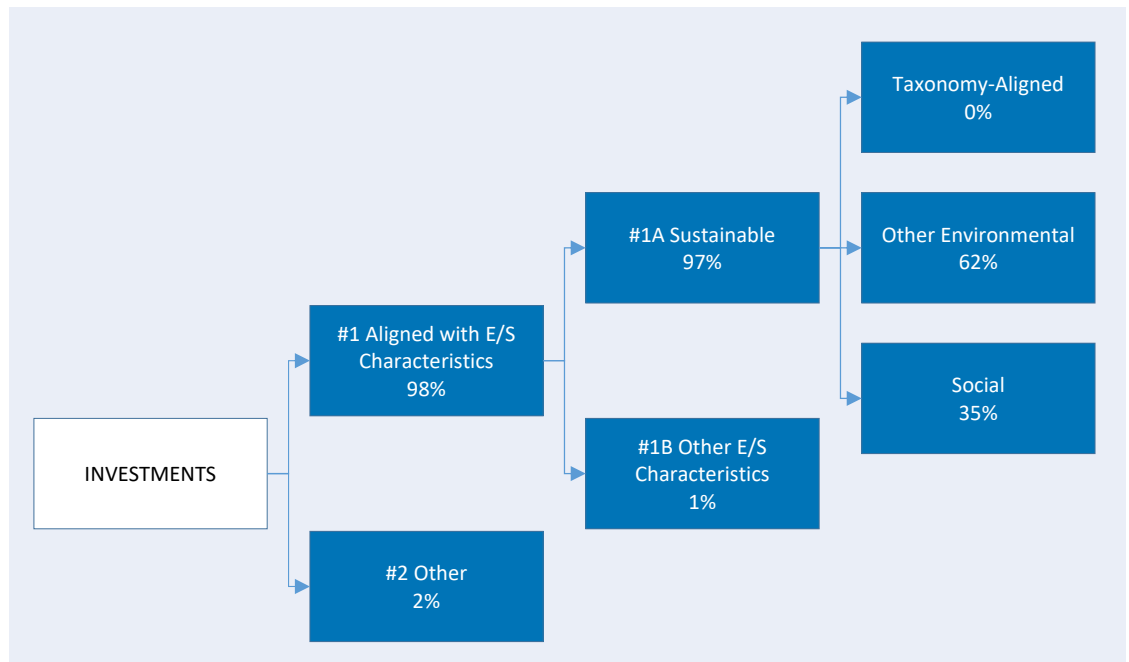 Taxonomy-Aligned
0%
#1A Sustainable
97%
Other Environmental
62%
#1 Aligned with E/S
Characteristics
98%
Social
35%
INVESTMENTS
#1B Other E/S
Characteristics
1%
#2 Other
2%